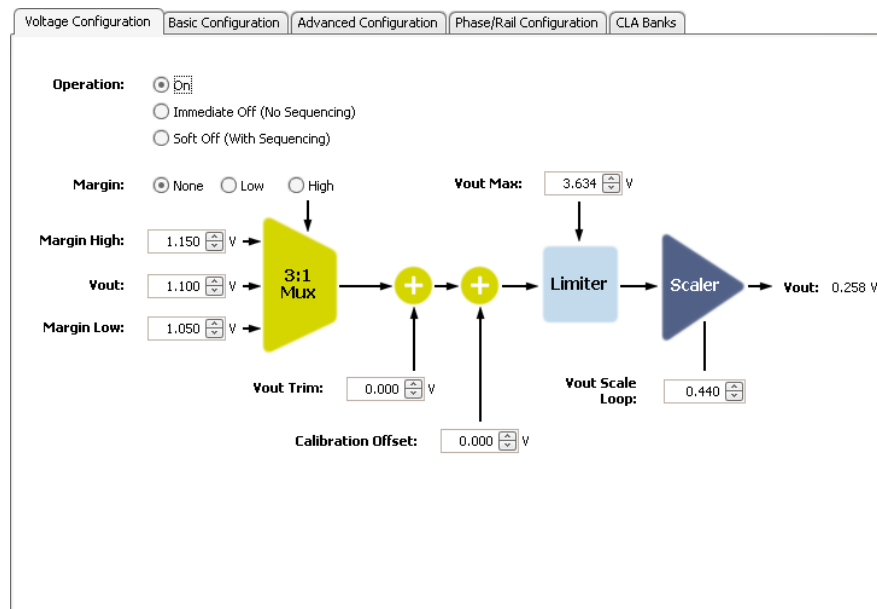 Voltage Configuration Basic Configuration Advanced Configuration Phase/Rail Configuration CLA Banks
Operation: On
Immediate Off (No Sequencing)
Soft Off (With Sequencing)
Margin: None Low High Vout Max: 3.634 V
Margin High: 1.150 V
3:1
Mux
Vout: 1.100 V + + Limiter Scaler Vout: 0.258 V
Margin Low: 1.050 V
Vout Trim: 0.000 V Vout Scale
Loop: 0.440
Calibration Offset: 0.000 V